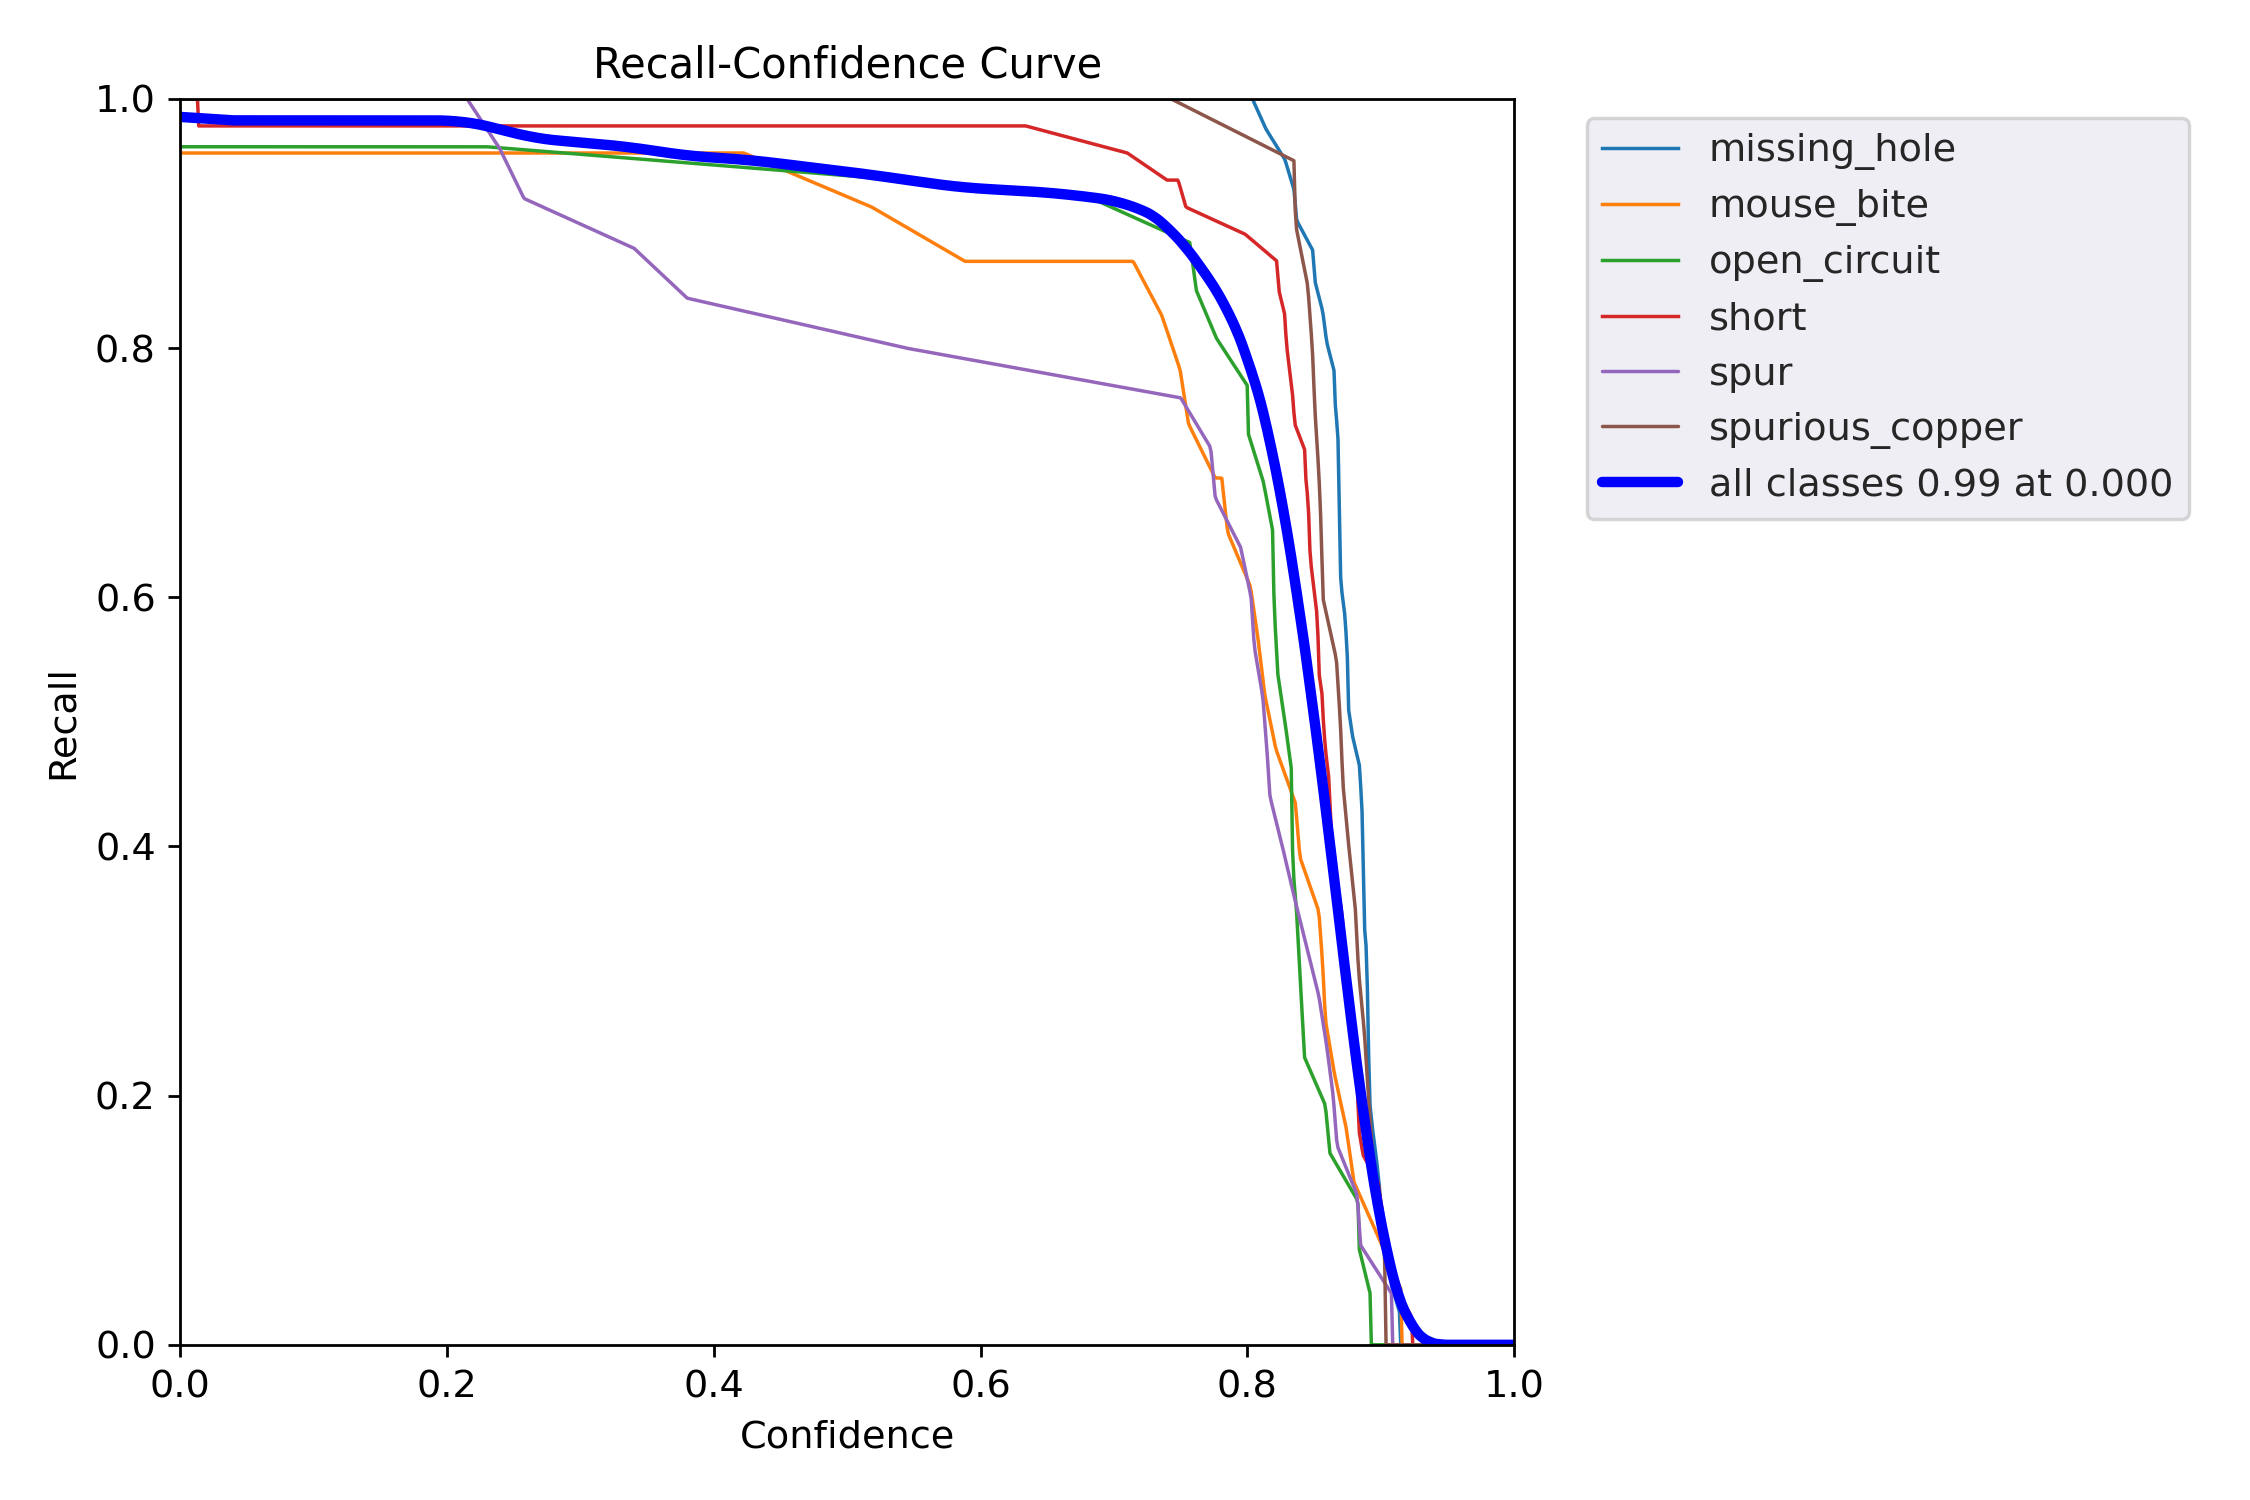 Recall-Confidence Curve
1.0
0.8
0.6
0.4
0.2
0.0
Recall
0.0 0.2 0.4 0.6 0.8 1.0
Confidence
missing_hole
mouse_bite
open_circuit
short
spur
spurious_copper
all classes 0.99 at 0.000